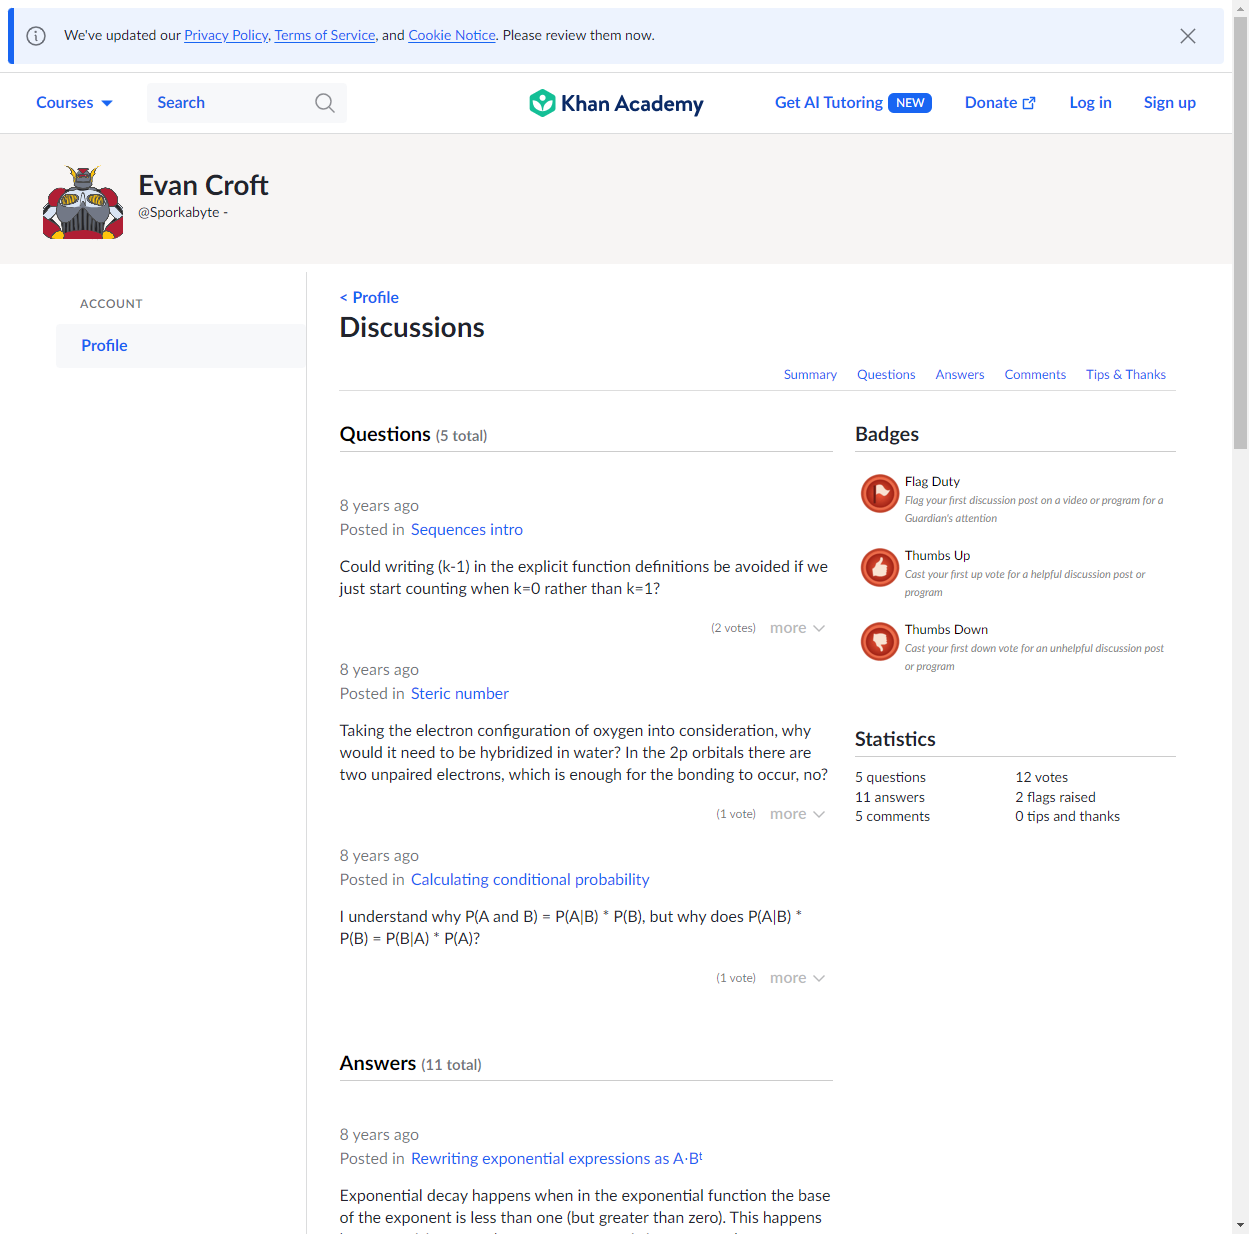 We've updated our Privacy Policy, Terms of Service, and Cookie Notice. Please review them now.
Courses
Search
Khan Academy
Get AI Tutoring NEW
Donate
Log in
Sign up
Evan Croft
@Sporkabyte -
ACCOUNT
Profile
< Profile
Discussions
Summary Questions Answers Comments Tips & Thanks
Questions (5 total)
8 years ago
Posted in Sequences intro
Could writing (k-1) in the explicit function definitions be avoided if we
just start counting when k=0 rather than k=1?
(2 votes) more
8 years ago
Posted in Steric number
Taking the electron configuration of oxygen into consideration, why
would it need to be hybridized in water? In the 2p orbitals there are
two unpaired electrons, which is enough for the bonding to occur, no?
(1 vote) more
8 years ago
Posted in Calculating conditional probability
I understand why P(A and B) = P(A|B) * P(B), but why does P(A|B) *
P(B) = P(B|A) * P(A)?
(1 vote) more
Answers (11 total)
8 years ago
Posted in Rewriting exponential expressions as A⋅Bᵗ
Exponential decay happens when in the exponential function the base
of the exponent is less than one (but greater than zero). This happens
Badges
Flag Duty
Flag your first discussion post on a video or program for a
Guardian's attention
Thumbs Up
Cast your first up vote for a helpful discussion post or
program
Thumbs Down
Cast your first down vote for an unhelpful discussion post
or program
Statistics
5 questions 12 votes
11 answers 2 flags raised
5 comments 0 tips and thanks